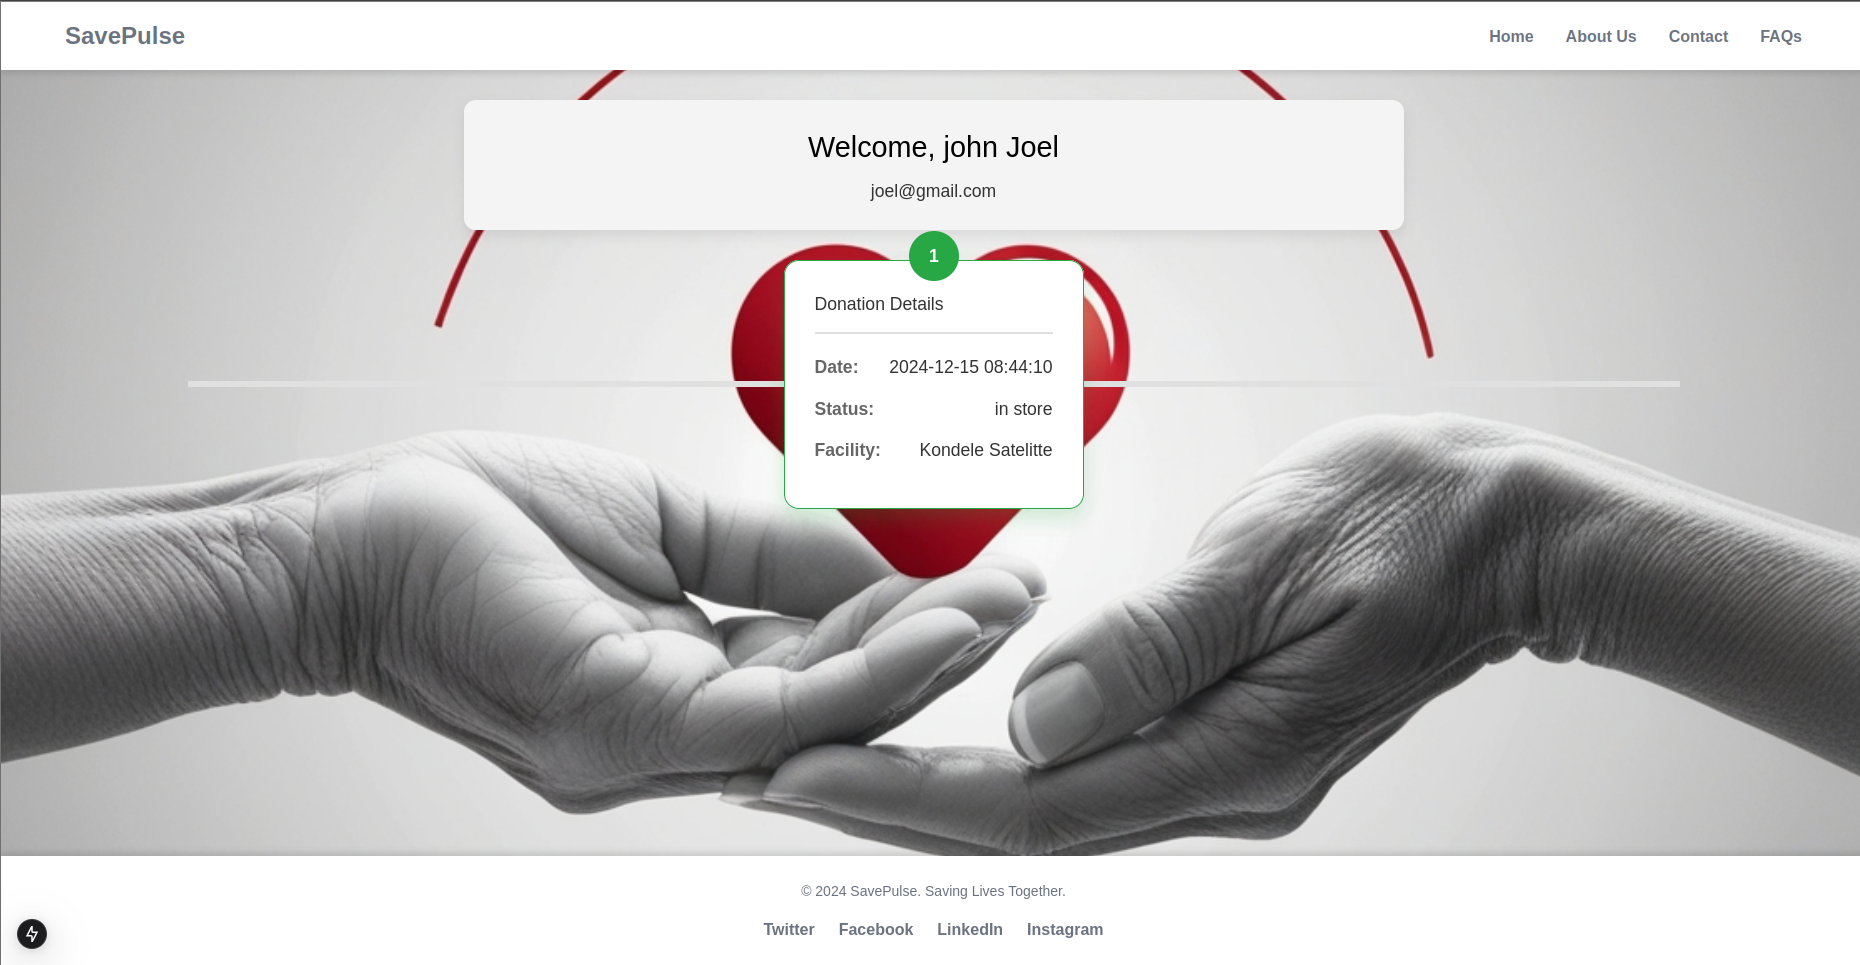 SavePulse
Home About Us Contact FAQs
Welcome, john Joel
joel@gmail.com
1
Donation Details
Date: 2024-12-15 08:44:10
Status: in store
Facility: Kondele Satelitte
© 2024 SavePulse. Saving Lives Together.
Twitter Facebook LinkedIn Instagram